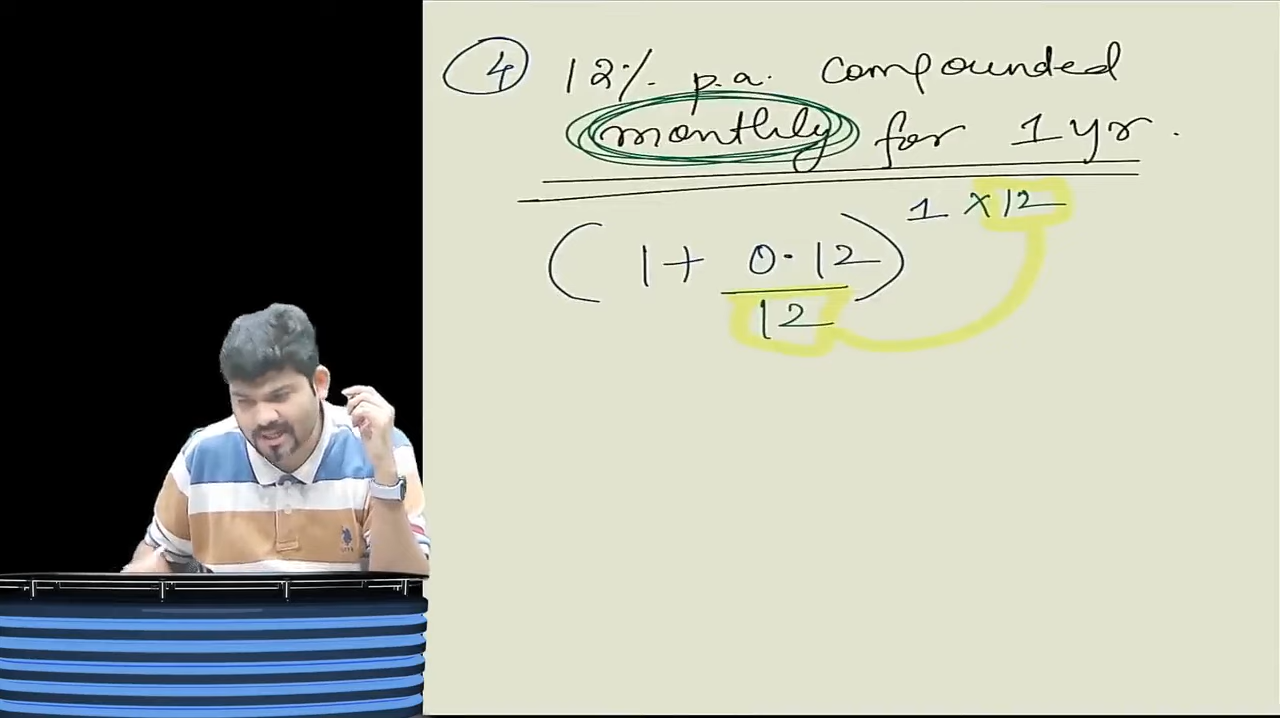 4 12% p.a. compounded
monthly for 1 yr.
(1 + 0.12/12)^1 × 12